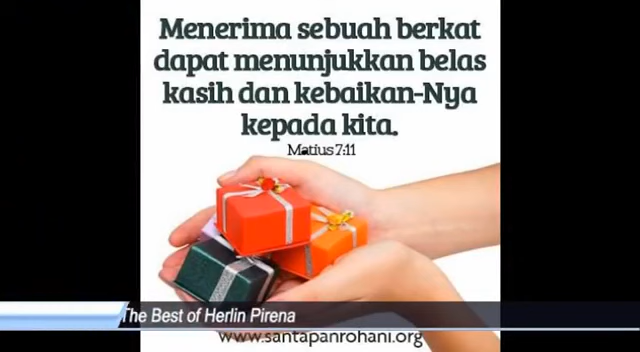 Menerima sebuah berkat
dapat menunjukkan belas
kasih dan kebaikan-Nya
kepada kita.
Matius 7:11
The Best of Herlin Pirena
www.santapanrohani.org